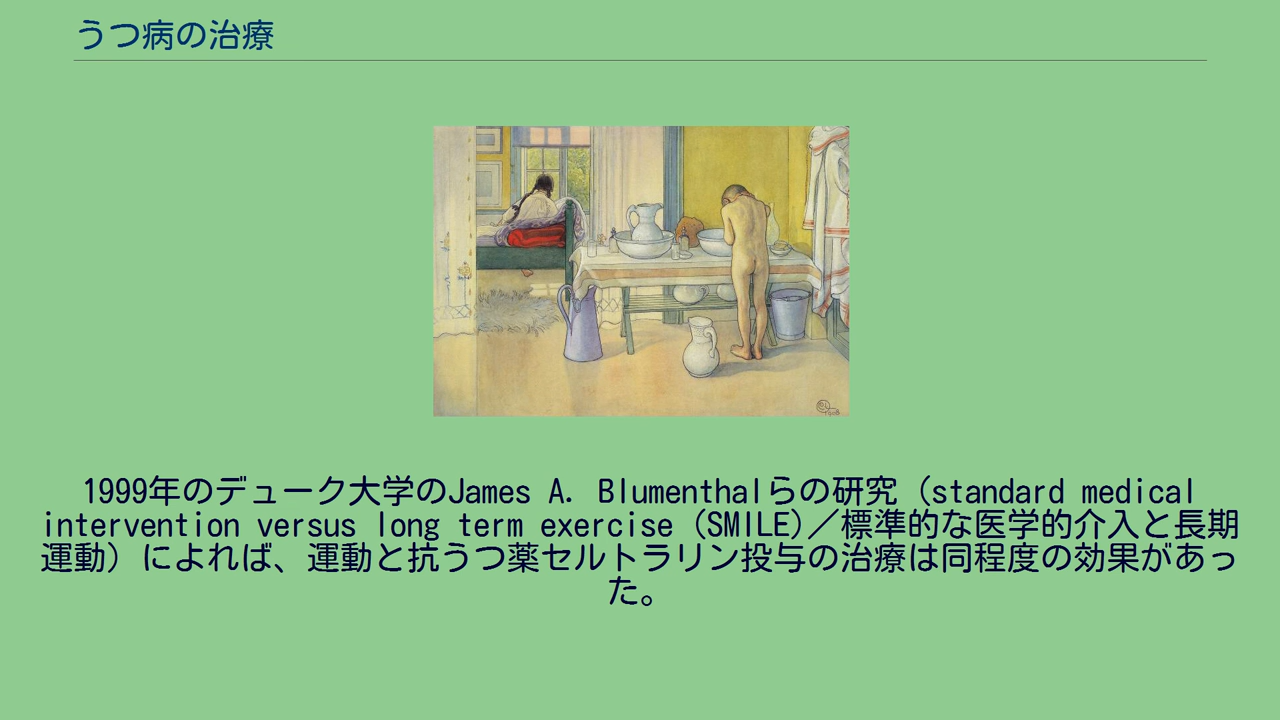 うつ病の治療
1999年のデューク大学のJames A. Blumenthalらの研究（standard medical
intervention versus long term exercise (SMILE)／標準的な医学的介入と長期
運動）によれば、運動と抗うつ薬セルトラリン投与の治療は同程度の効果があっ
た。